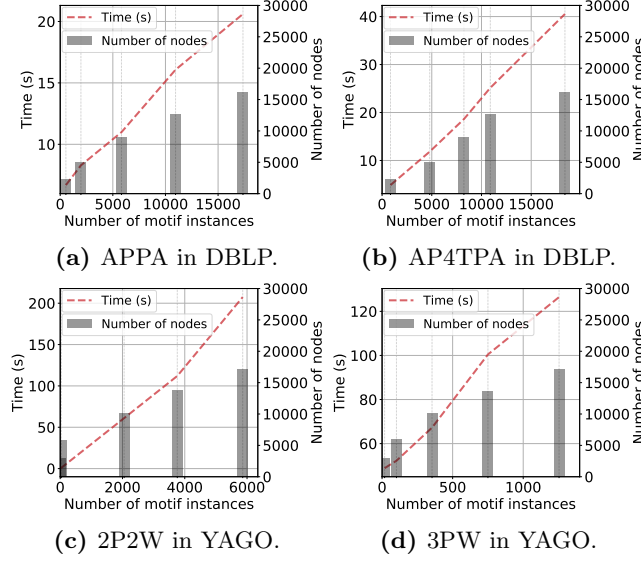 Time (s)
Number of nodes
20
15
10
Time (s)
30000
25000
20000
15000
10000
5000
0
Number of nodes
0 5000 10000 15000
Number of motif instances
(a) APPA in DBLP.
Time (s)
Number of nodes
40
30
20
10
Time (s)
30000
25000
20000
15000
10000
5000
0
Number of nodes
0 5000 10000 15000
Number of motif instances
(b) AP4TPA in DBLP.
Time (s)
Number of nodes
200
150
100
50
0
Time (s)
30000
25000
20000
15000
10000
5000
0
Number of nodes
0 2000 4000 6000
Number of motif instances
(c) 2P2W in YAGO.
Time (s)
Number of nodes
120
100
80
60
Time (s)
30000
25000
20000
15000
10000
5000
0
Number of nodes
0 500 1000
Number of motif instances
(d) 3PW in YAGO.